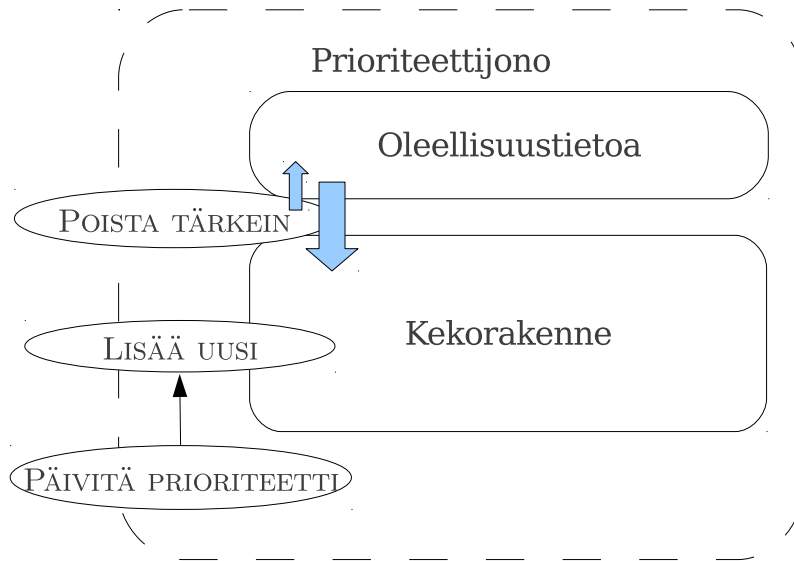 Prioriteettijono
Oleellisuustietoa
Poista tärkein
Kekorakenne
Lisää uusi
Päivitä prioriteetti